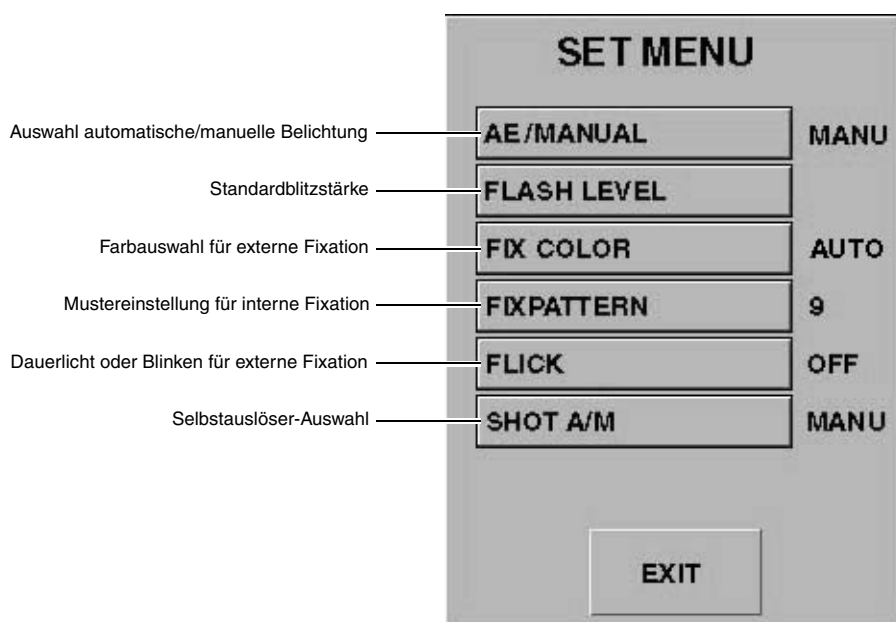 SET MENU
Auswahl automatische/manuelle Belichtung AE/MANUAL MANU
Standardblitzstärke FLASH LEVEL
Farbauswahl für externe Fixation FIX COLOR AUTO
Mustereinstellung für interne Fixation FIXPATTERN 9
Dauerlicht oder Blinken für externe Fixation FLICK OFF
Selbstauslöser-Auswahl SHOT A/M MANU
EXIT